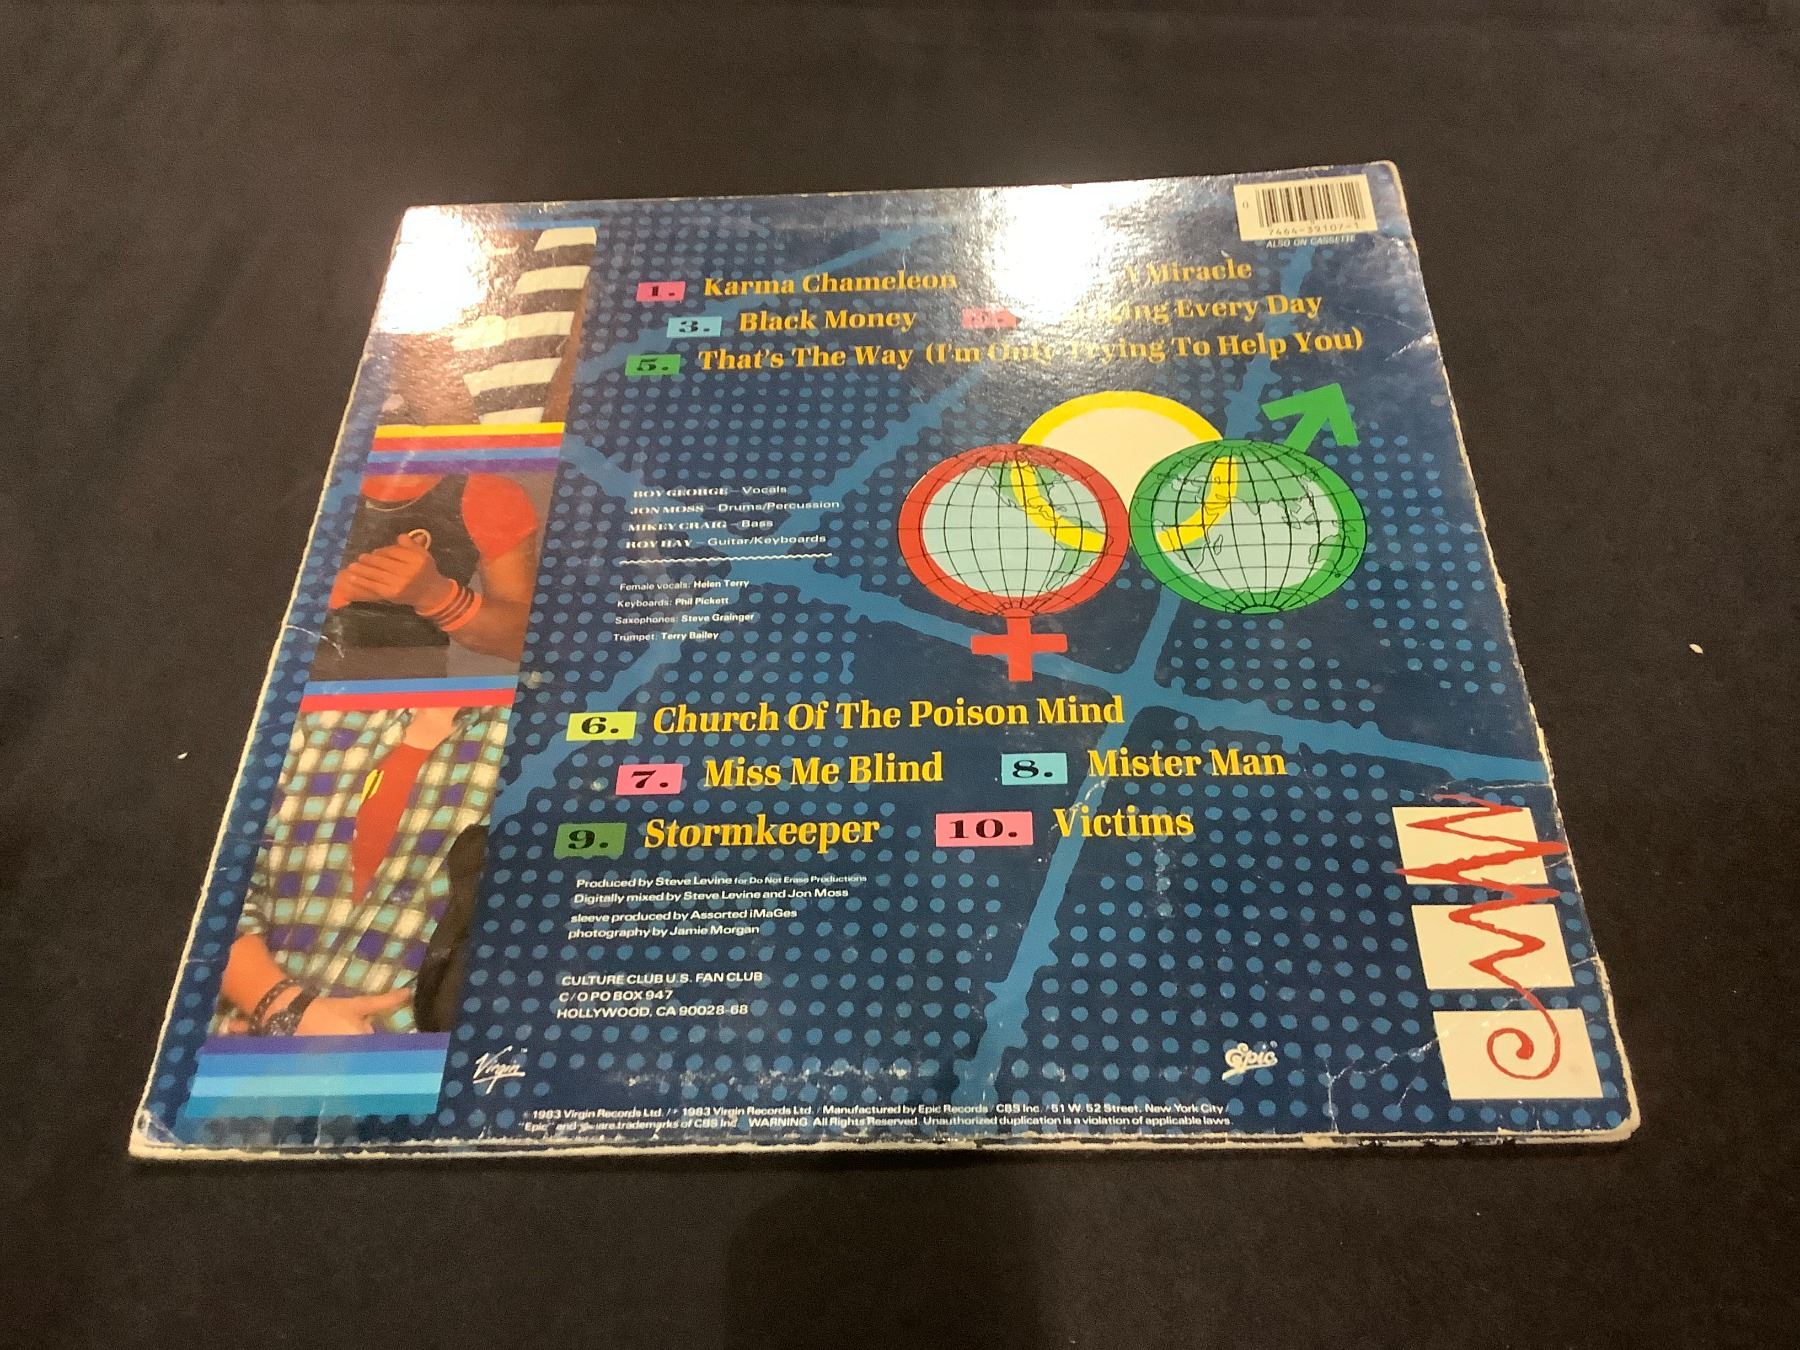 0
7464-39107-1
ALSO ON CASSETTE
1. Karma Chameleon
A Miracle
3. Black Money
Every Day
5. That's The Way (I'm Only Trying To Help You)
BOY GEORGE – Vocals
JON MOSS – Drums/Percussion
MIKEY CRAIG – Bass
ROY HAY – Guitar/Keyboards
Female vocals: Helen Terry
Keyboards: Phil Pickett
Saxophones: Steve Grainger
Trumpet: Terry Bailey
6. Church Of The Poison Mind
7. Miss Me Blind 8. Mister Man
9. Stormkeeper 10. Victims
Produced by Steve Levine for Do Not Erase Productions
Digitally mixed by Steve Levine and Jon Moss
sleeve produced by Assorted iMaGes
photography by Jamie Morgan
CULTURE CLUB U.S. FAN CLUB
C/O PO BOX 947
HOLLYWOOD, CA 90028-68
Virgin
Epic
1983 Virgin Records Ltd. / 1983 Virgin Records Ltd. / Manufactured by Epic Records / CBS Inc. / 51 W. 52 Street, New York City /
"Epic" and are trademarks of CBS Inc. WARNING: All Rights Reserved. Unauthorized duplication is a violation of applicable laws.